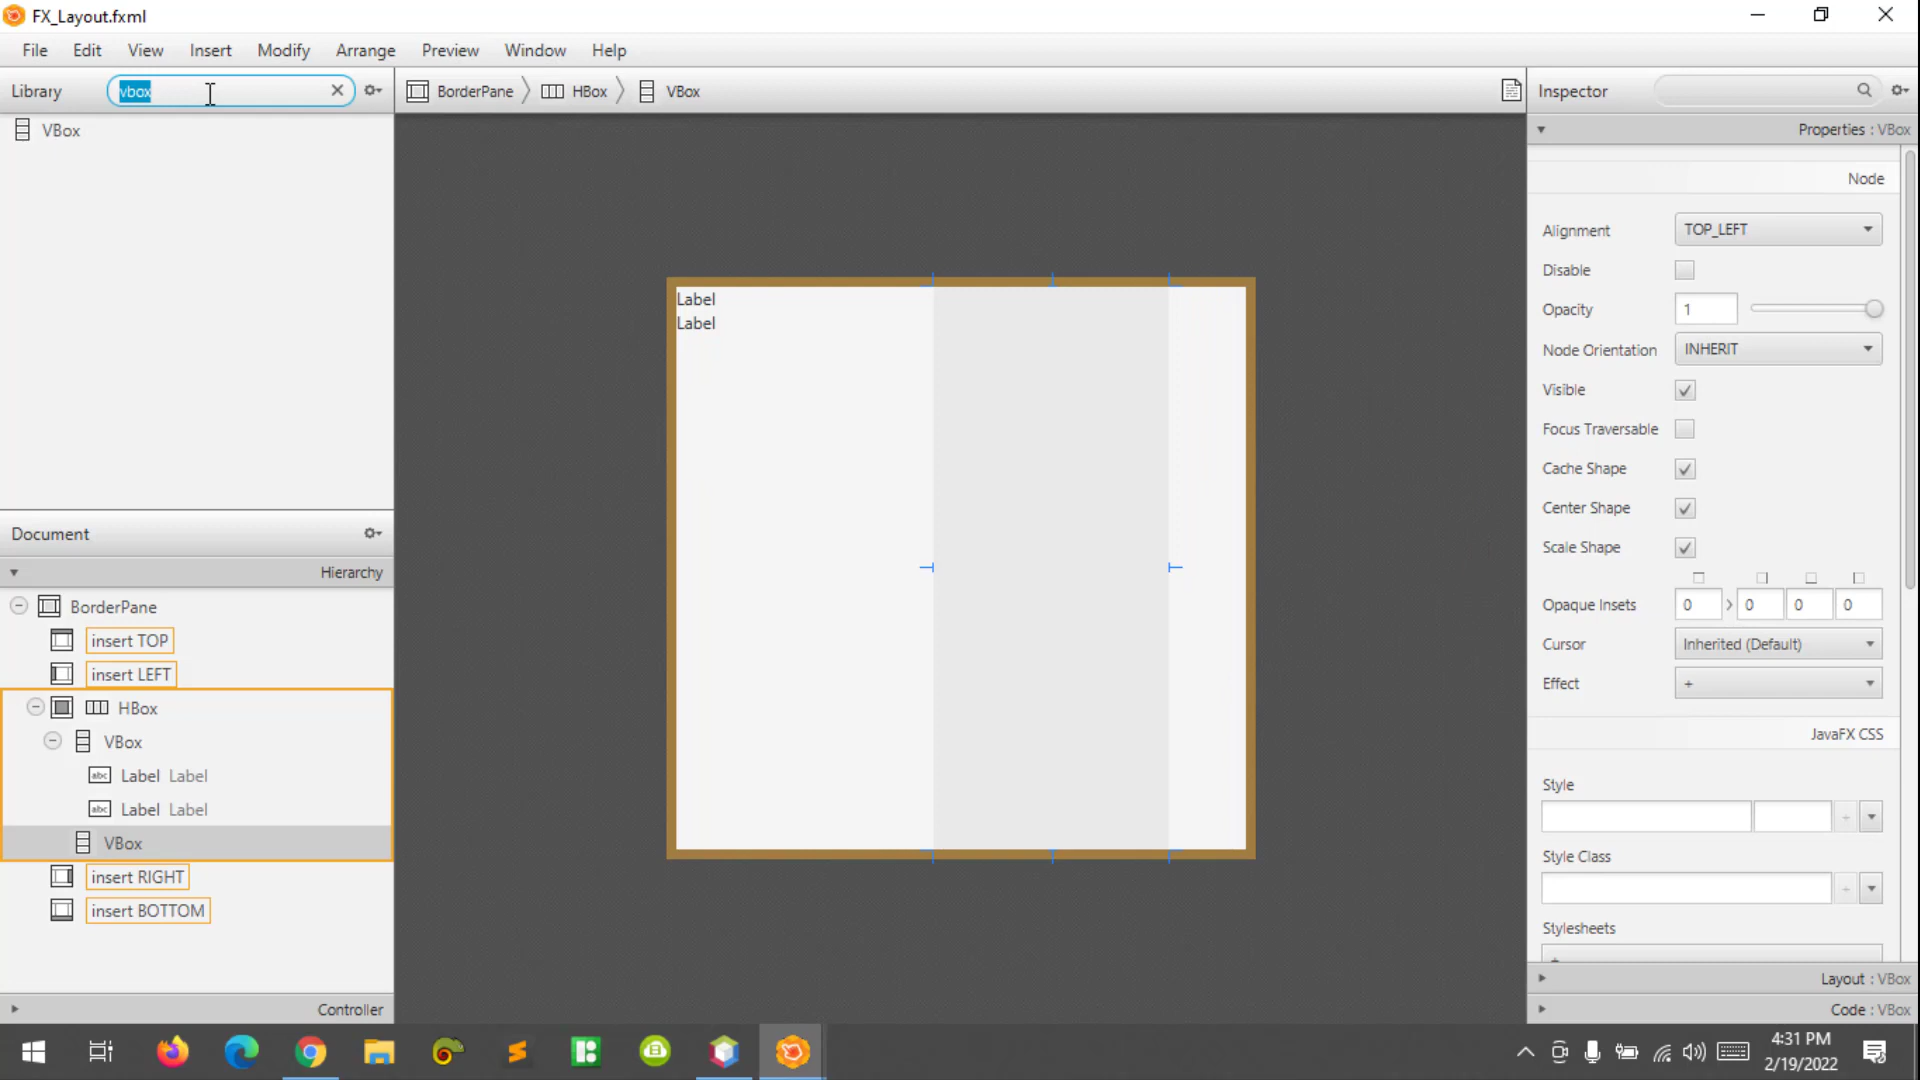 FX_Layout.fxml
File Edit View Insert Modify Arrange Preview Window Help
Library vbox BorderPane HBox VBox Inspector
VBox
Properties : VBox
Node
Alignment TOP_LEFT
Disable
Opacity 1
Node Orientation INHERIT
Visible
Focus Traversable
Cache Shape
Center Shape
Scale Shape
Opaque Insets 0 0 0 0
Cursor Inherited (Default)
Effect +
JavaFX CSS
Style
Style Class
Stylesheets
+
Layout : VBox
Code : VBox
Label
Label
Document
Hierarchy
BorderPane
insert TOP
insert LEFT
HBox
VBox
abc Label Label
abc Label Label
VBox
insert RIGHT
insert BOTTOM
Controller
4:31 PM
2/19/2022